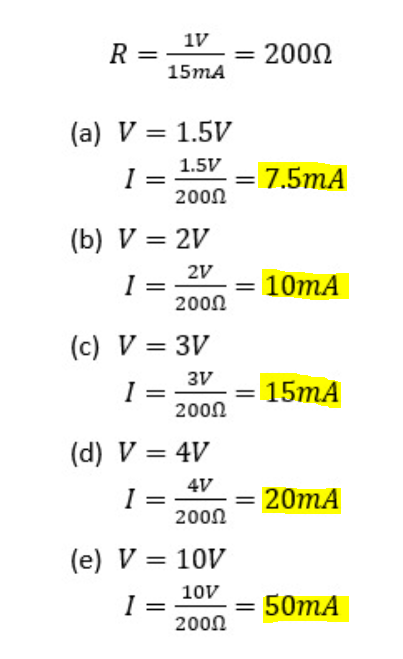 R = 1V/15mA = 200Ω
(a) V = 1.5V
I = 1.5V/200Ω = 7.5mA
(b) V = 2V
I = 2V/200Ω = 10mA
(c) V = 3V
I = 3V/200Ω = 15mA
(d) V = 4V
I = 4V/200Ω = 20mA
(e) V = 10V
I = 10V/200Ω = 50mA